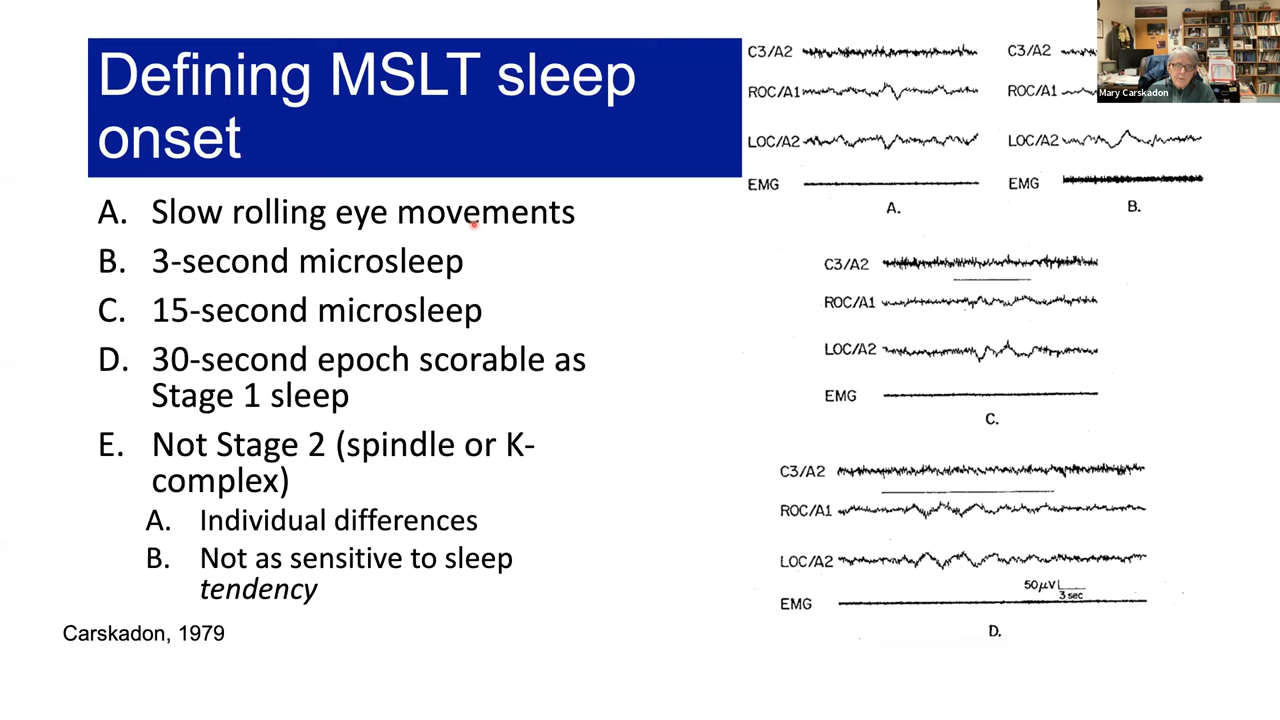 Defining MSLT sleep
onset
A. Slow rolling eye movements
B. 3-second microsleep
C. 15-second microsleep
D. 30-second epoch scorable as
Stage 1 sleep
E. Not Stage 2 (spindle or K-
complex)
A. Individual differences
B. Not as sensitive to sleep
tendency
Carskadon, 1979
C3/A2
ROC/A1
LOC/A2
EMG
A.
C3/A2
ROC/A1
LOC/A2
EMG
B.
Mary Carskadon
C3/A2
ROC/A1
LOC/A2
EMG
C.
C3/A2
ROC/A1
LOC/A2
50µV
3 sec
EMG
D.